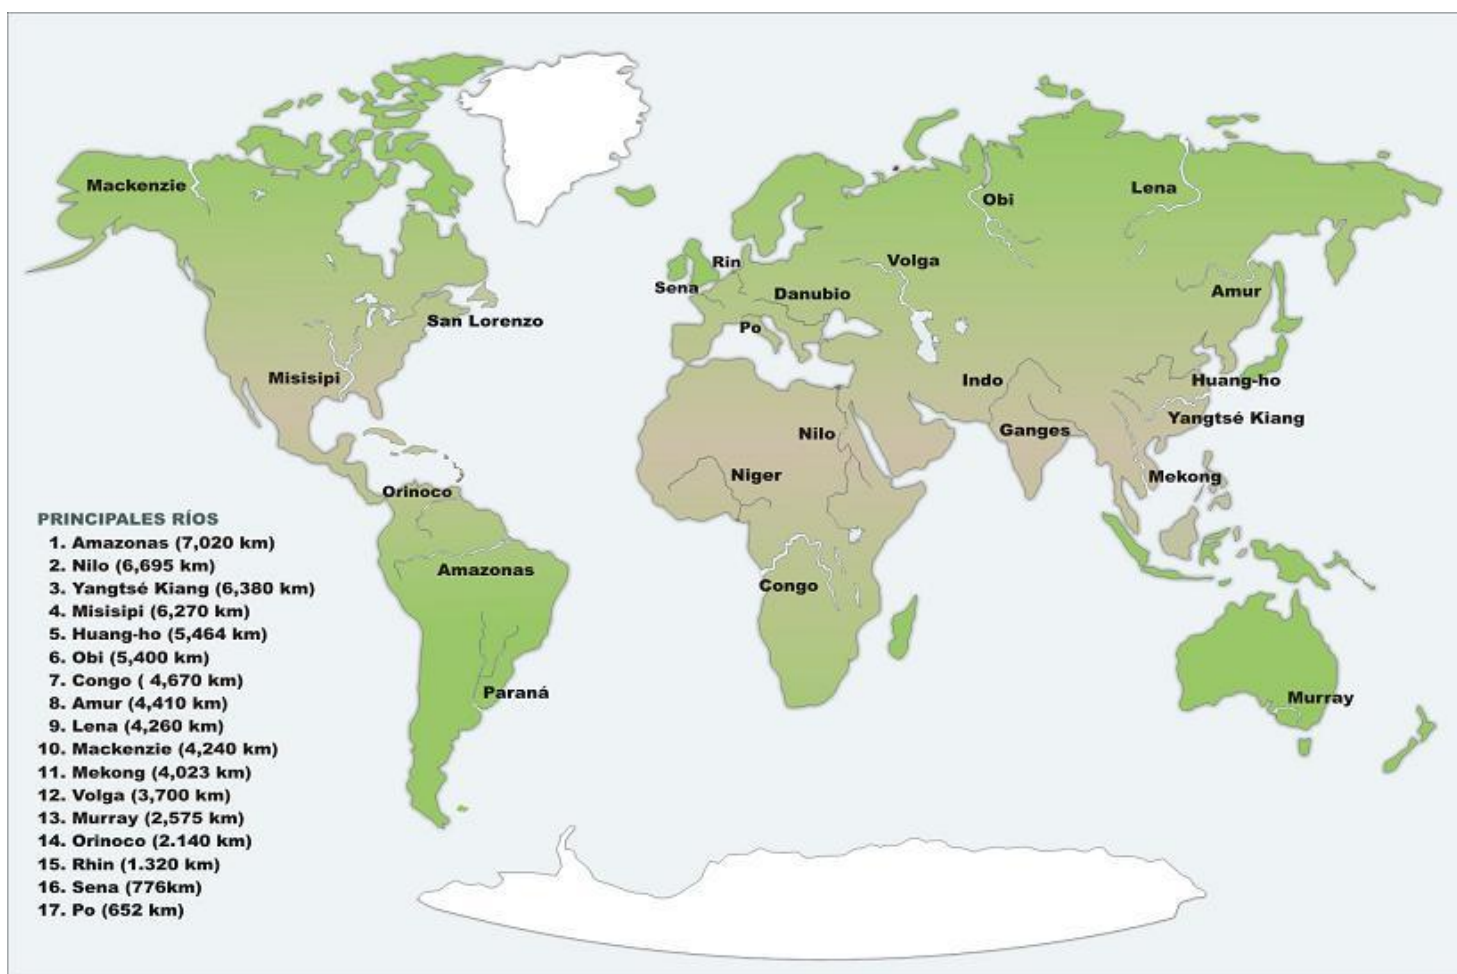 Mackenzie
Lena
Obi
Volga
Rin
Sena
Danubio
Amur
San Lorenzo
Po
Misisipi
Indo
Huang-ho
Yangtsé Kiang
Ganges
Nilo
Niger
Mekong
Orinoco
Amazonas
Congo
Paraná
Murray
PRINCIPALES RÍOS
1. Amazonas (7,020 km)
2. Nilo (6,695 km)
3. Yangtsé Kiang (6,380 km)
4. Misisipi (6,270 km)
5. Huang-ho (5,464 km)
6. Obi (5,400 km)
7. Congo ( 4,670 km)
8. Amur (4,410 km)
9. Lena (4,260 km)
10. Mackenzie (4,240 km)
11. Mekong (4,023 km)
12. Volga (3,700 km)
13. Murray (2,575 km)
14. Orinoco (2.140 km)
15. Rhin (1.320 km)
16. Sena (776km)
17. Po (652 km)